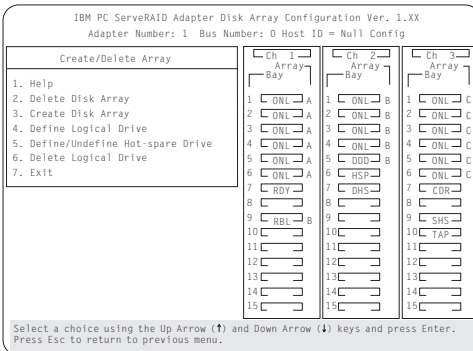 IBM PC ServeRAID Adapter Disk Array Configuration Ver. 1.XX
Adapter Number: 1 Bus Number: 0 Host ID = Null Config
Create/Delete Array
1. Help
2. Delete Disk Array
3. Create Disk Array
4. Define Logical Drive
5. Define/Undefine Hot-spare Drive
6. Delete Logical Drive
7. Exit
Ch 1
Array
Bay
1 ONL A
2 ONL A
3 ONL A
4 ONL A
5 ONL A
6 ONL A
7 RDY
8
9 RBL B
10
11
12
13
14
15
Ch 2
Array
Bay
1 ONL B
2 ONL B
3 ONL B
4 ONL B
5 DDD B
6 HSP
7 DHS
8
9
10
11
12
13
14
15
Ch 3
Array
Bay
1 ONL C
2 ONL C
3 ONL C
4 ONL C
5 ONL C
6 ONL C
7 CDR
8
9 SHS
10 TAP
11
12
13
14
15
Select a choice using the Up Arrow (↑) and Down Arrow (↓) keys and press Enter.
Press Esc to return to previous menu.